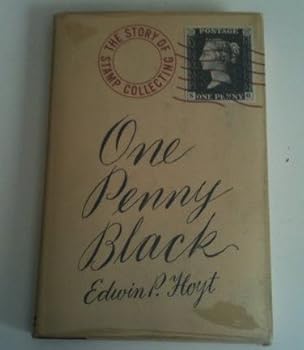 THE STORY OF
STAMP COLLECTING
POSTAGE
S ONE PENNY G
One
Penny
Black
Edwin P. Hoyt